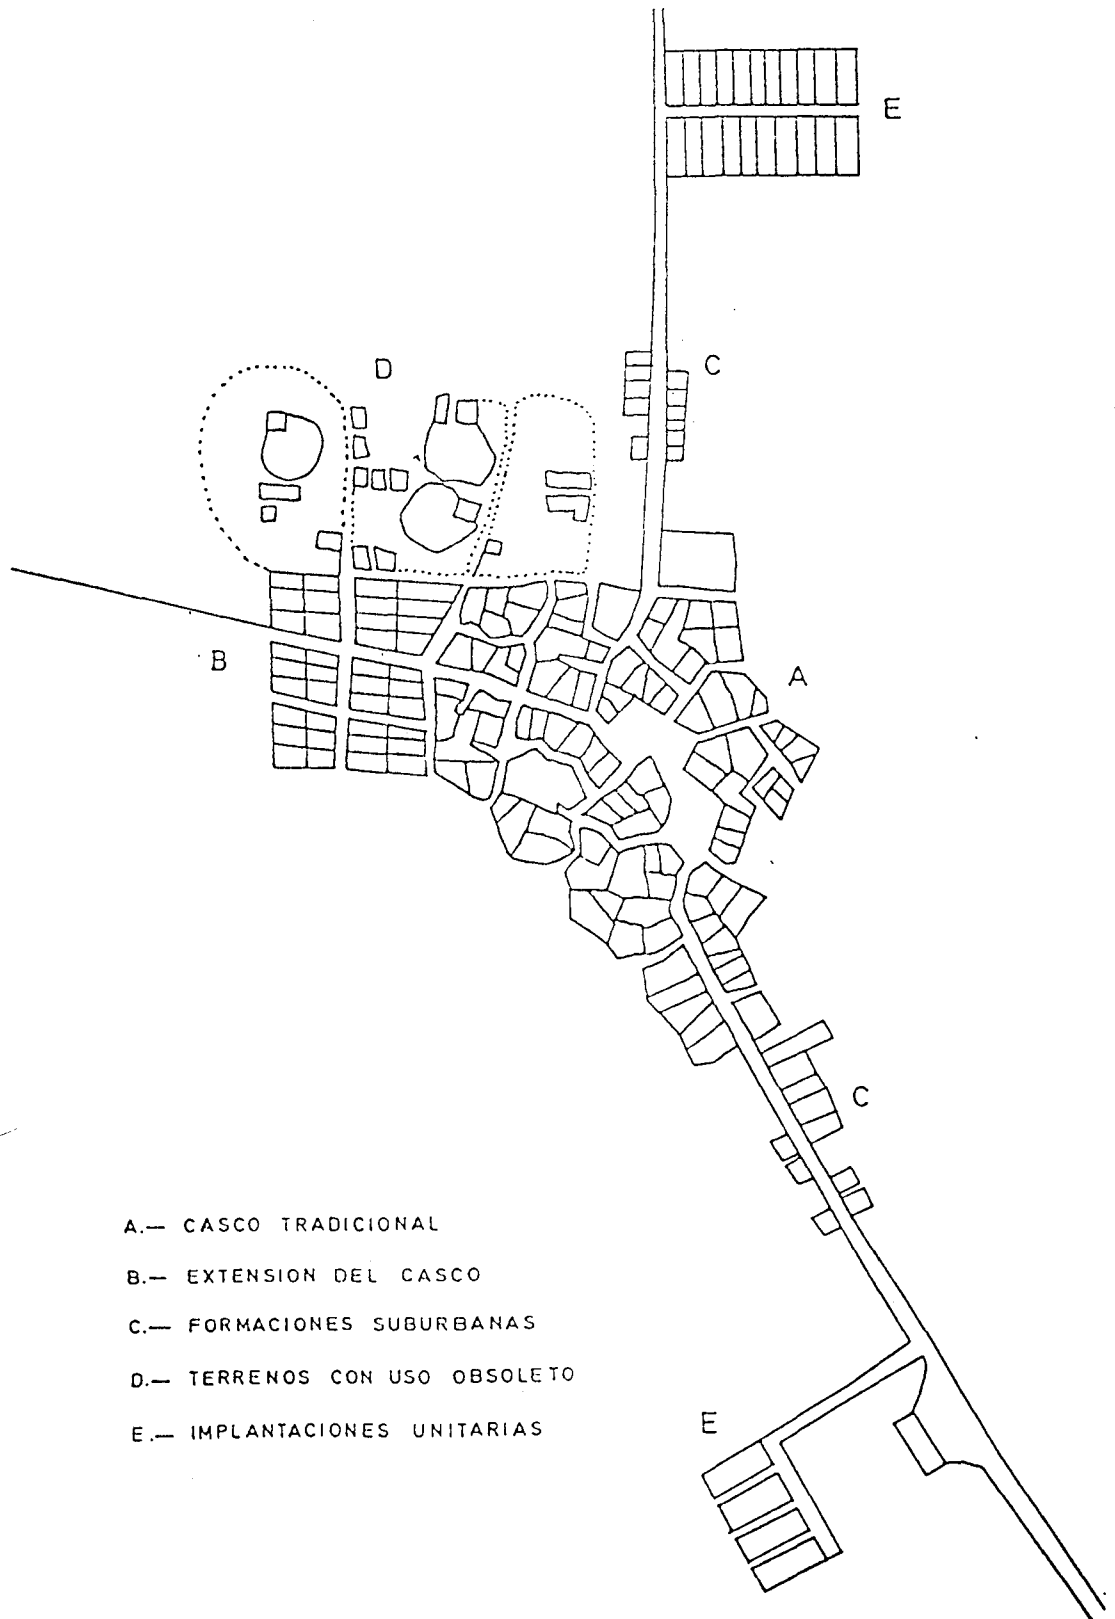 E
D
C
B
A
C
A.— CASCO TRADICIONAL
B.— EXTENSION DEL CASCO
C.— FORMACIONES SUBURBANAS
D.— TERRENOS CON USO OBSOLETO
E.— IMPLANTACIONES UNITARIAS
E